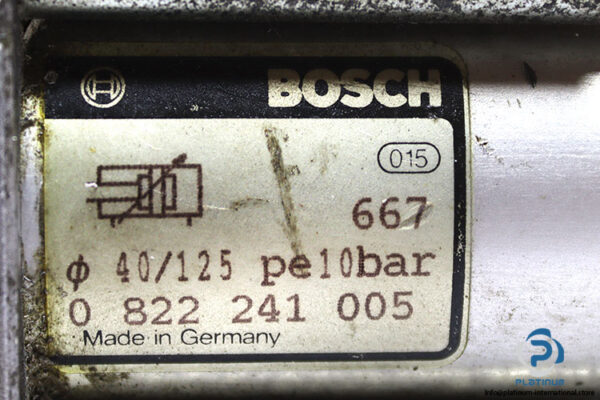 BOSCH
015
667
ϕ 40/125 pe10bar
0 822 241 005
Made in Germany
PLATINUM
info@platinum-international.store